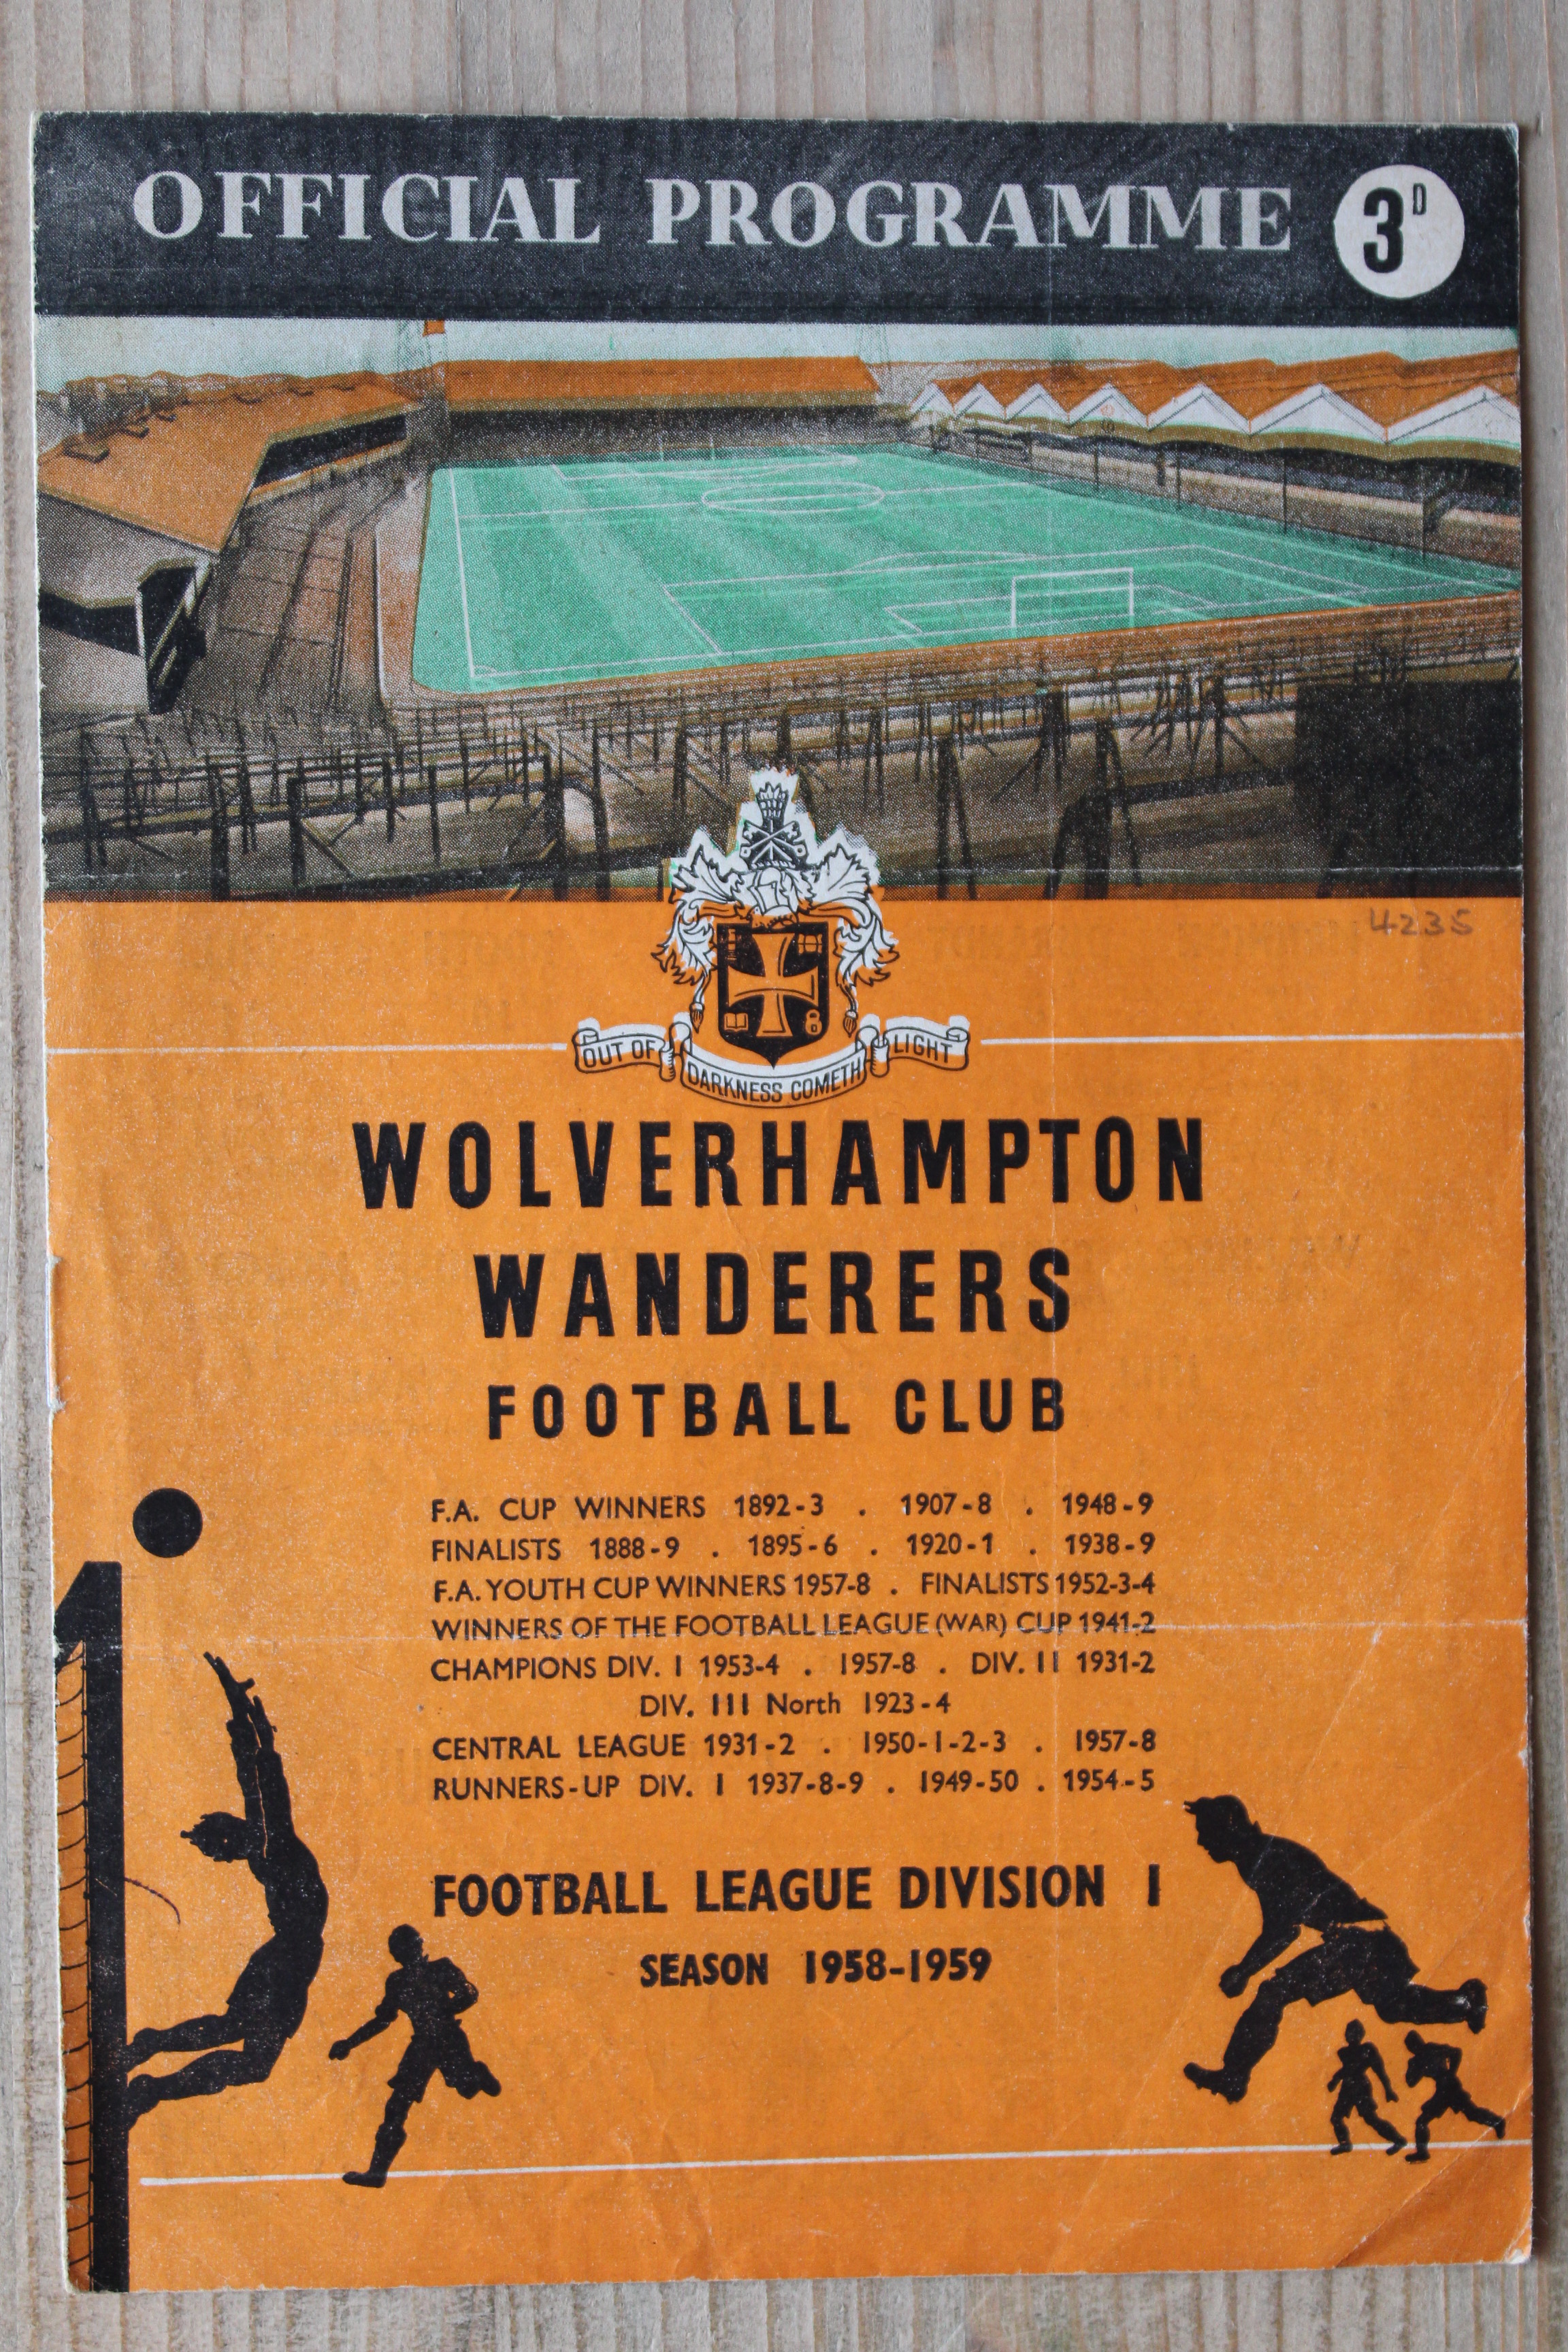 OFFICIAL PROGRAMME 3D
4235
OUT OF DARKNESS COMETH LIGHT
WOLVERHAMPTON
WANDERERS
FOOTBALL CLUB
F.A. CUP WINNERS 1892-3 . 1907-8 . 1948-9
FINALISTS 1888-9 . 1895-6 . 1920-1 . 1938-9
F.A. YOUTH CUP WINNERS 1957-8 . FINALISTS 1952-3-4
WINNERS OF THE FOOTBALL LEAGUE (WAR) CUP 1941-2
CHAMPIONS DIV. I 1953-4 . 1957-8 . DIV. II 1931-2
DIV. III North 1923-4
CENTRAL LEAGUE 1931-2 . 1950-1-2-3 . 1957-8
RUNNERS-UP DIV. I 1937-8-9 . 1949-50 . 1954-5
FOOTBALL LEAGUE DIVISION I
SEASON 1958-1959